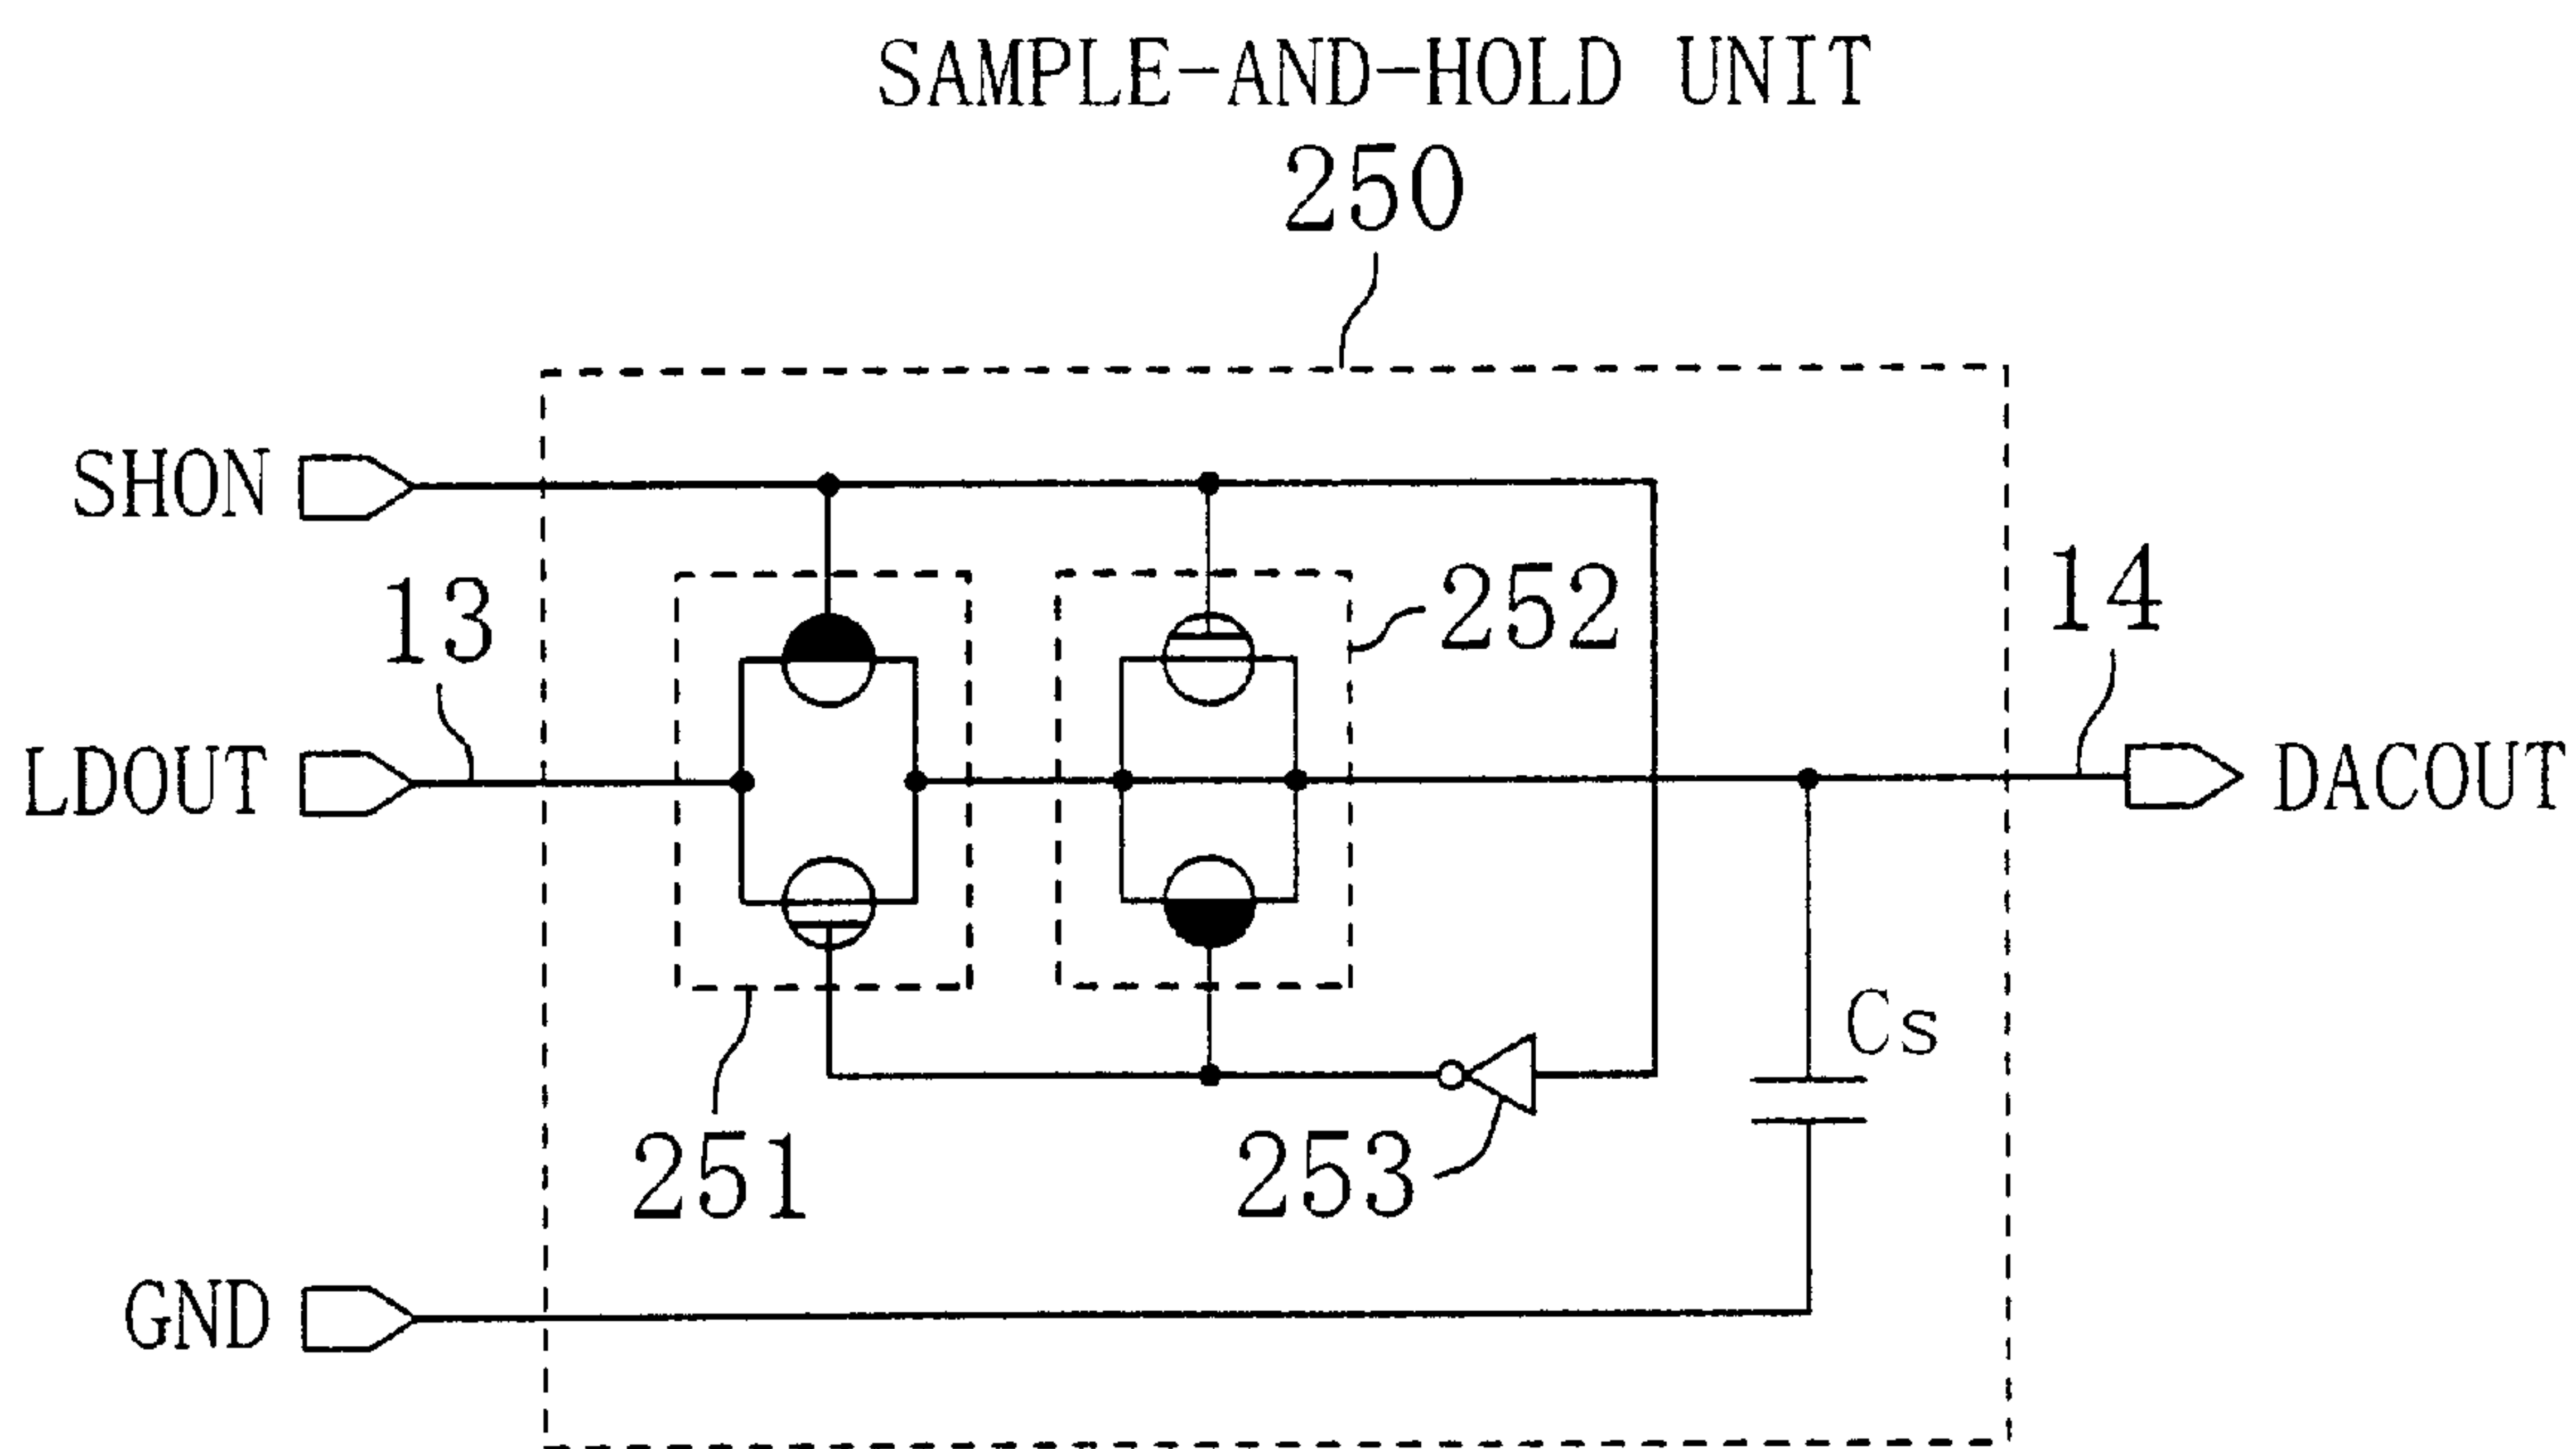 SAMPLE-AND-HOLD UNIT
250
SHON
13
252
14
LDOUT
DACOUT
Cs
251
253
GND